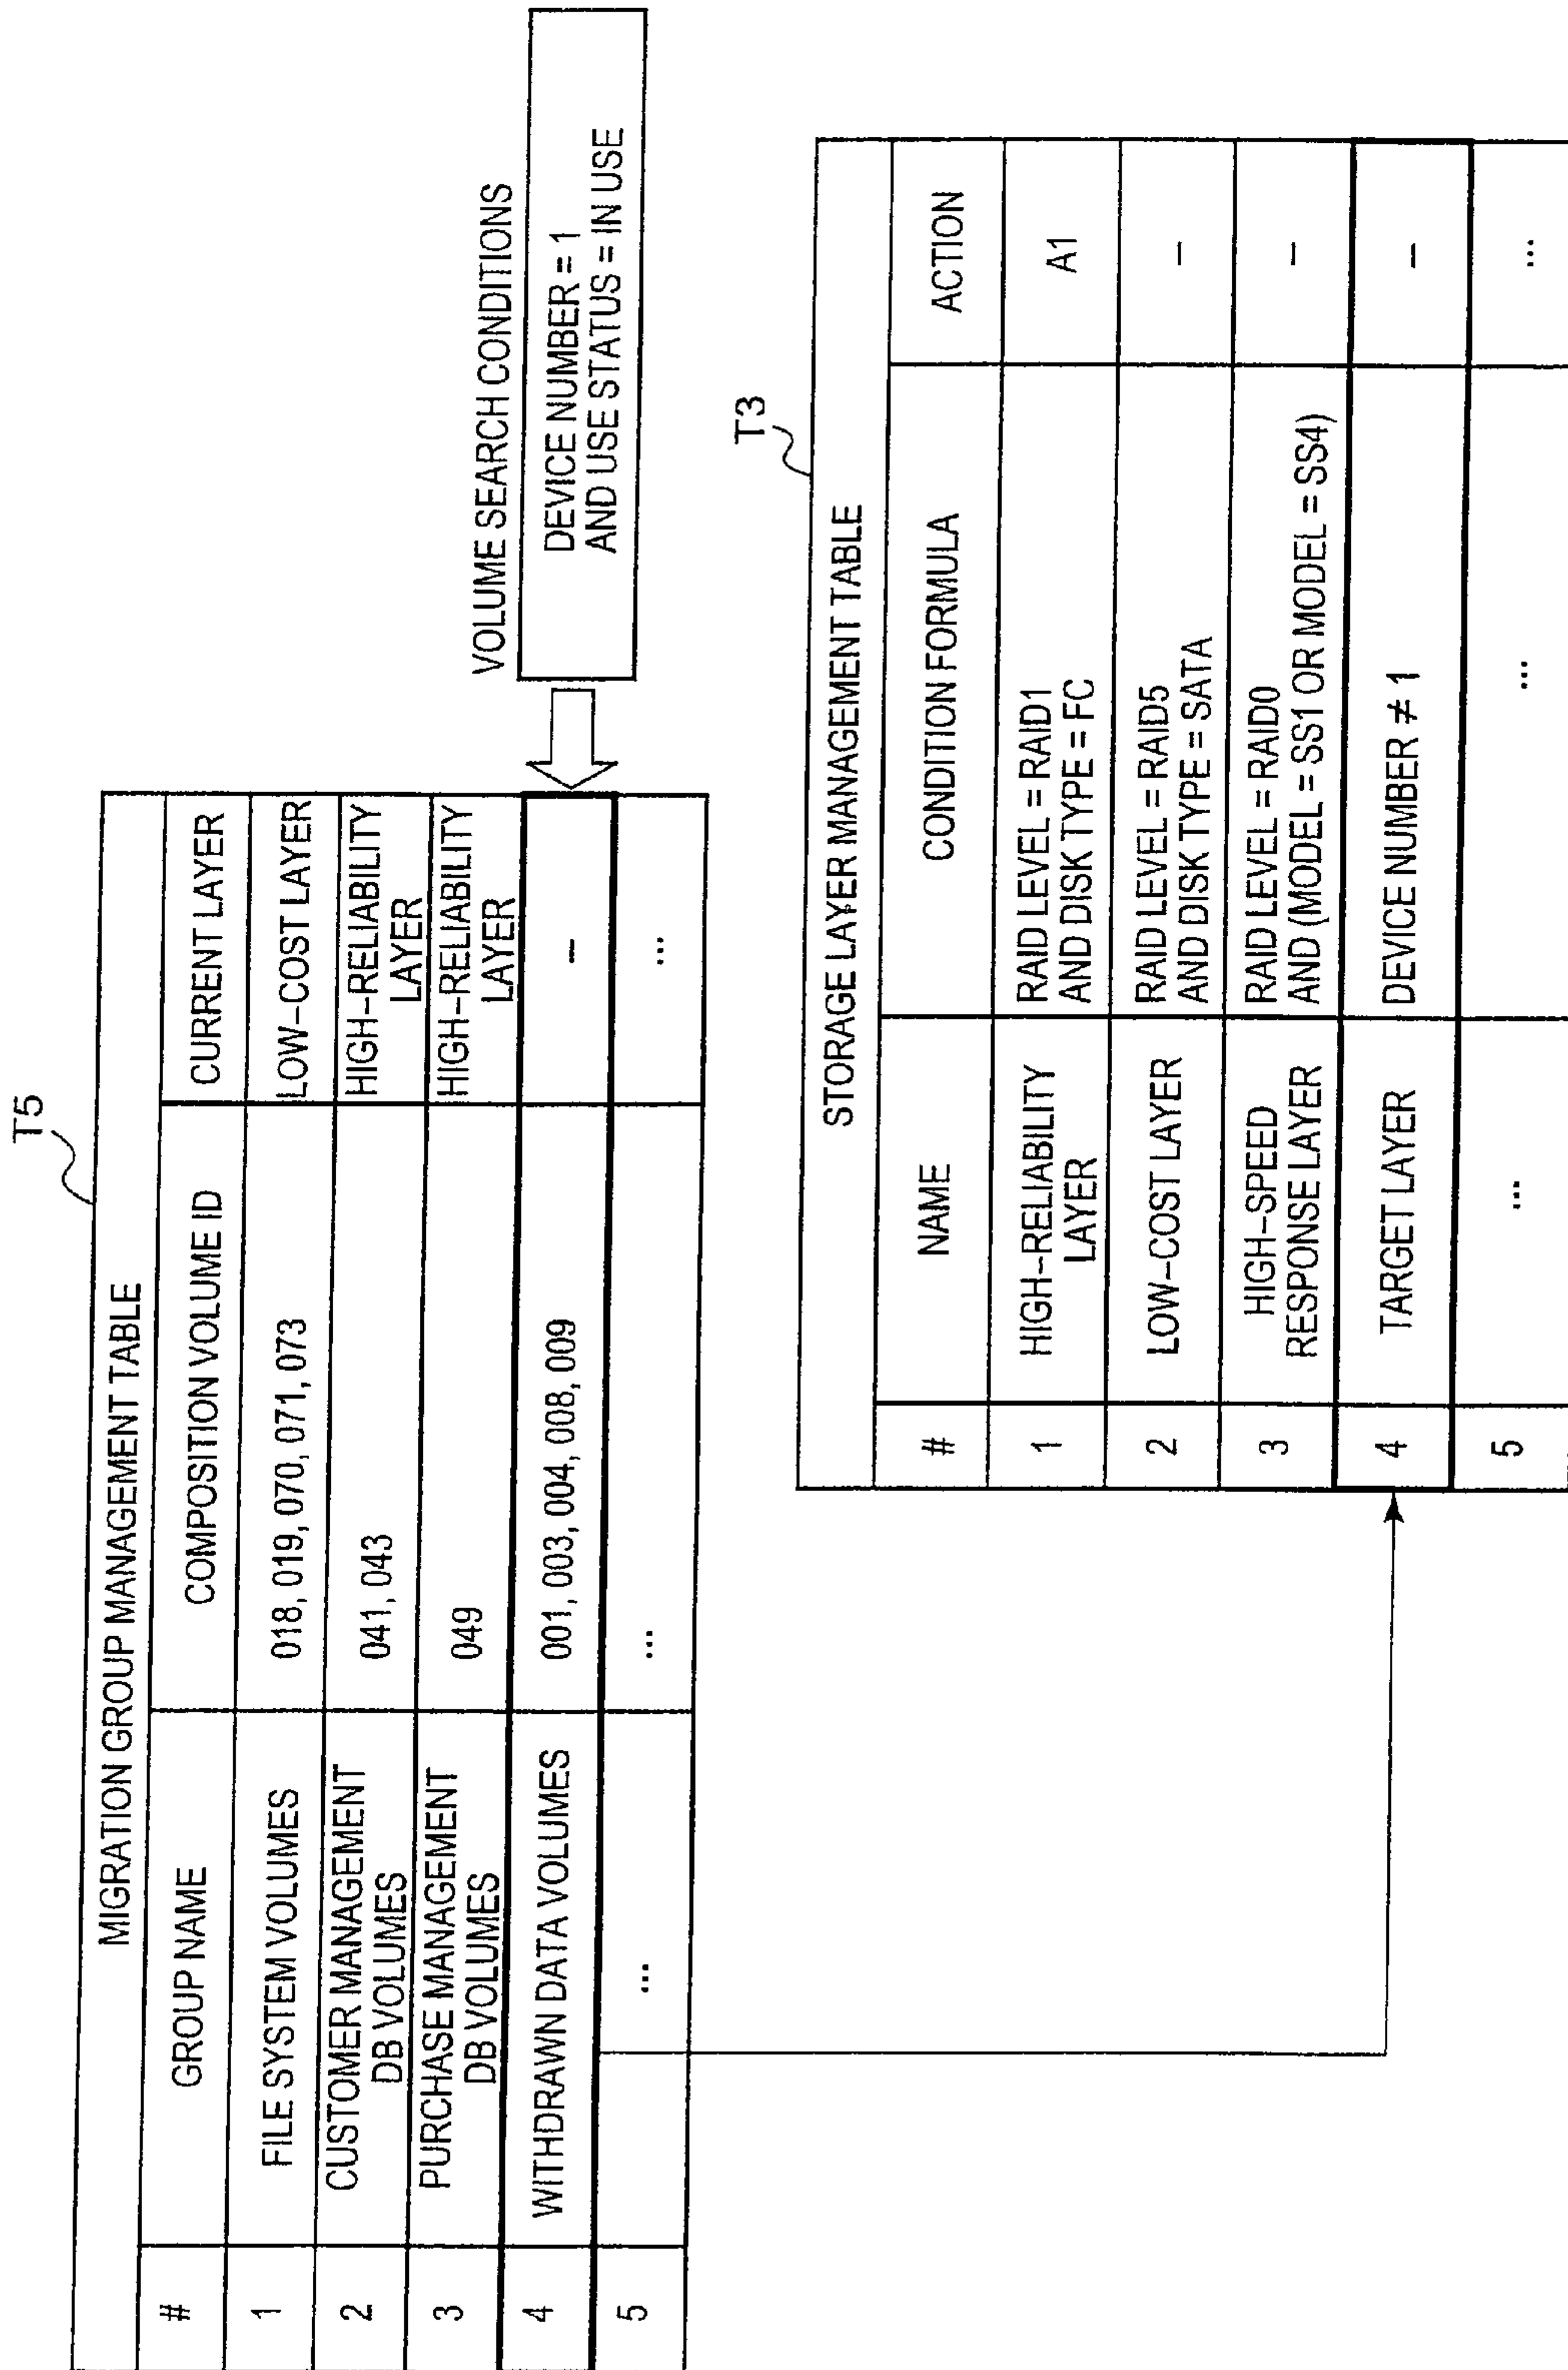 T5
MIGRATION GROUP MANAGEMENT TABLE
# GROUP NAME COMPOSITION VOLUME ID CURRENT LAYER
1 FILE SYSTEM VOLUMES 018, 019, 070, 071, 073 LOW-COST LAYER
2 CUSTOMER MANAGEMENT DB VOLUMES 041, 043 HIGH-RELIABILITY LAYER
3 PURCHASE MANAGEMENT DB VOLUMES 049 HIGH-RELIABILITY LAYER
4 WITHDRAWN DATA VOLUMES 001, 003, 004, 008, 009 –
5 ... ... ...
VOLUME SEARCH CONDITIONS
DEVICE NUMBER = 1
AND USE STATUS = IN USE
T3
STORAGE LAYER MANAGEMENT TABLE
# NAME CONDITION FORMULA ACTION
1 HIGH-RELIABILITY LAYER RAID LEVEL = RAID1 AND DISK TYPE = FC A1
2 LOW-COST LAYER RAID LEVEL = RAID5 AND DISK TYPE = SATA –
3 HIGH-SPEED RESPONSE LAYER RAID LEVEL = RAID0 AND (MODEL = SS1 OR MODEL = SS4) –
4 TARGET LAYER DEVICE NUMBER ≠ 1 –
5 ... ... ...